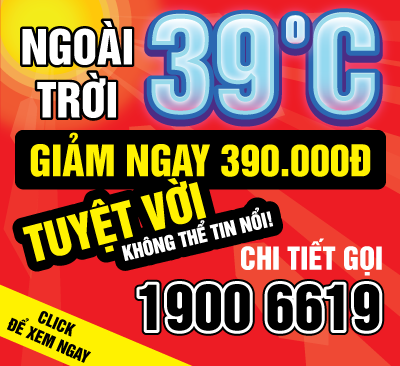 NGOÀI
TRỜI
39°C
GIẢM NGAY 390.000Đ
TUYỆT VỜI
KHÔNG THỂ TIN NỔI!
CHI TIẾT GỌI
1900 6619
CLICK
ĐỂ XEM NGAY